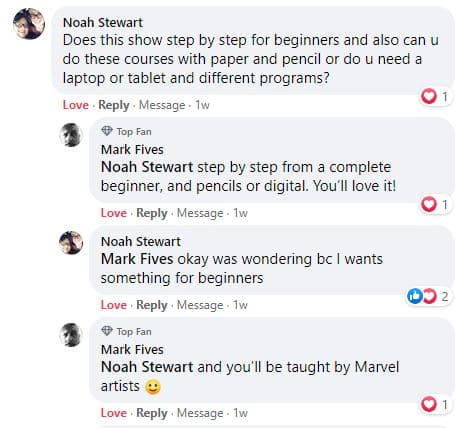 Noah Stewart
Does this show step by step for beginners and also can u
do these courses with paper and pencil or do u need a
laptop or tablet and different programs?
1
Love · Reply · Message · 1w
Top Fan
Mark Fives
Noah Stewart step by step from a complete
beginner, and pencils or digital. You'll love it!
1
Love · Reply · Message · 1w
Noah Stewart
Mark Fives okay was wondering bc I wants
something for beginners
2
Love · Reply · Message · 1w
Top Fan
Mark Fives
Noah Stewart and you'll be taught by Marvel
artists 🙂
1
Love · Reply · Message · 1w